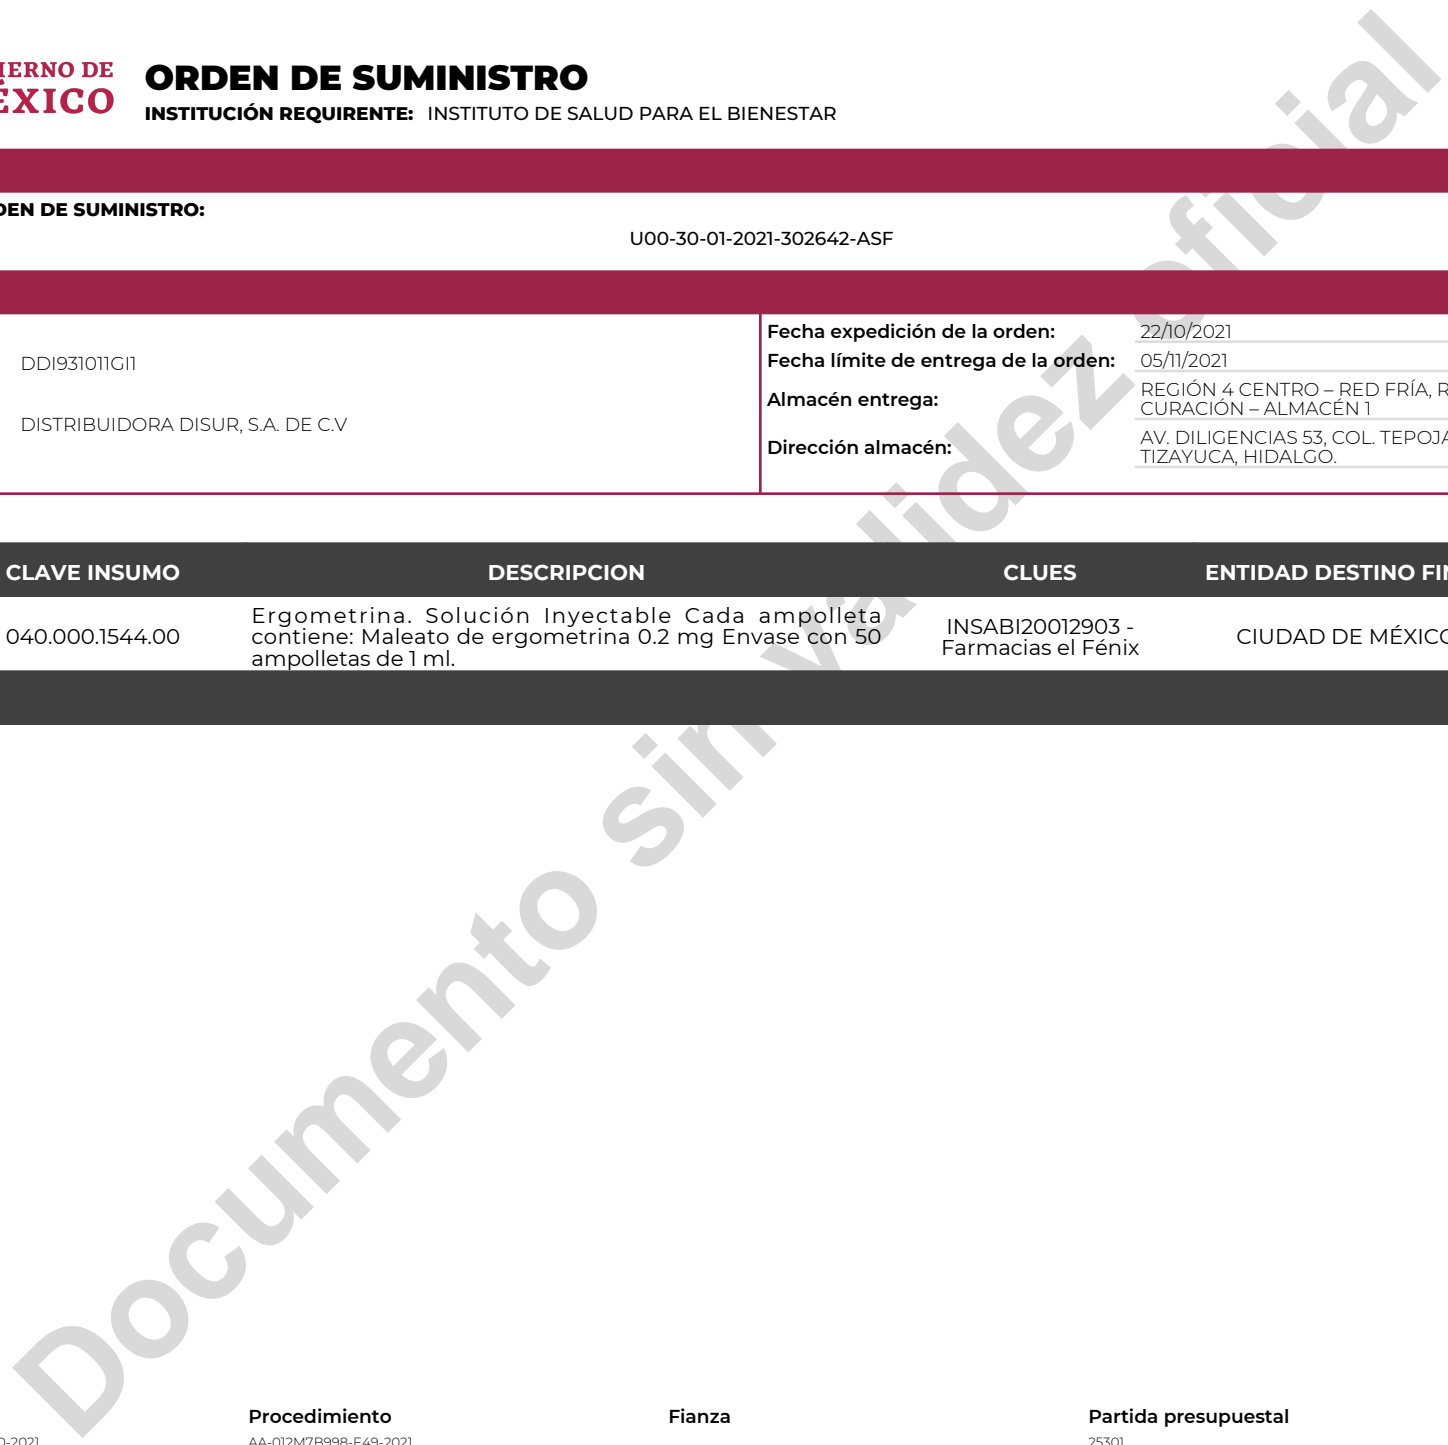 IERNO DE
ÉXICO
ORDEN DE SUMINISTRO
INSTITUCIÓN REQUIRENTE: INSTITUTO DE SALUD PARA EL BIENESTAR
DEN DE SUMINISTRO:
U00-30-01-2021-302642-ASF
DDI931011GI1
DISTRIBUIDORA DISUR, S.A. DE C.V
Fecha expedición de la orden: 22/10/2021
Fecha límite de entrega de la orden: 05/11/2021
Almacén entrega: REGIÓN 4 CENTRO – RED FRÍA, R
CURACIÓN – ALMACÉN 1
Dirección almacén: AV. DILIGENCIAS 53, COL. TEPOJA
TIZAYUCA, HIDALGO.
CLAVE INSUMO DESCRIPCION CLUES ENTIDAD DESTINO FIN
040.000.1544.00
Ergometrina. Solución Inyectable Cada ampolleta
contiene: Maleato de ergometrina 0.2 mg Envase con 50
ampolletas de 1 ml.
INSABI20012903 -
Farmacias el Fénix
CIUDAD DE MÉXICO
Documento sin validez oficial
Procedimiento Fianza Partida presupuestal
0-2021 AA-012M7B998-E49-2021 25301